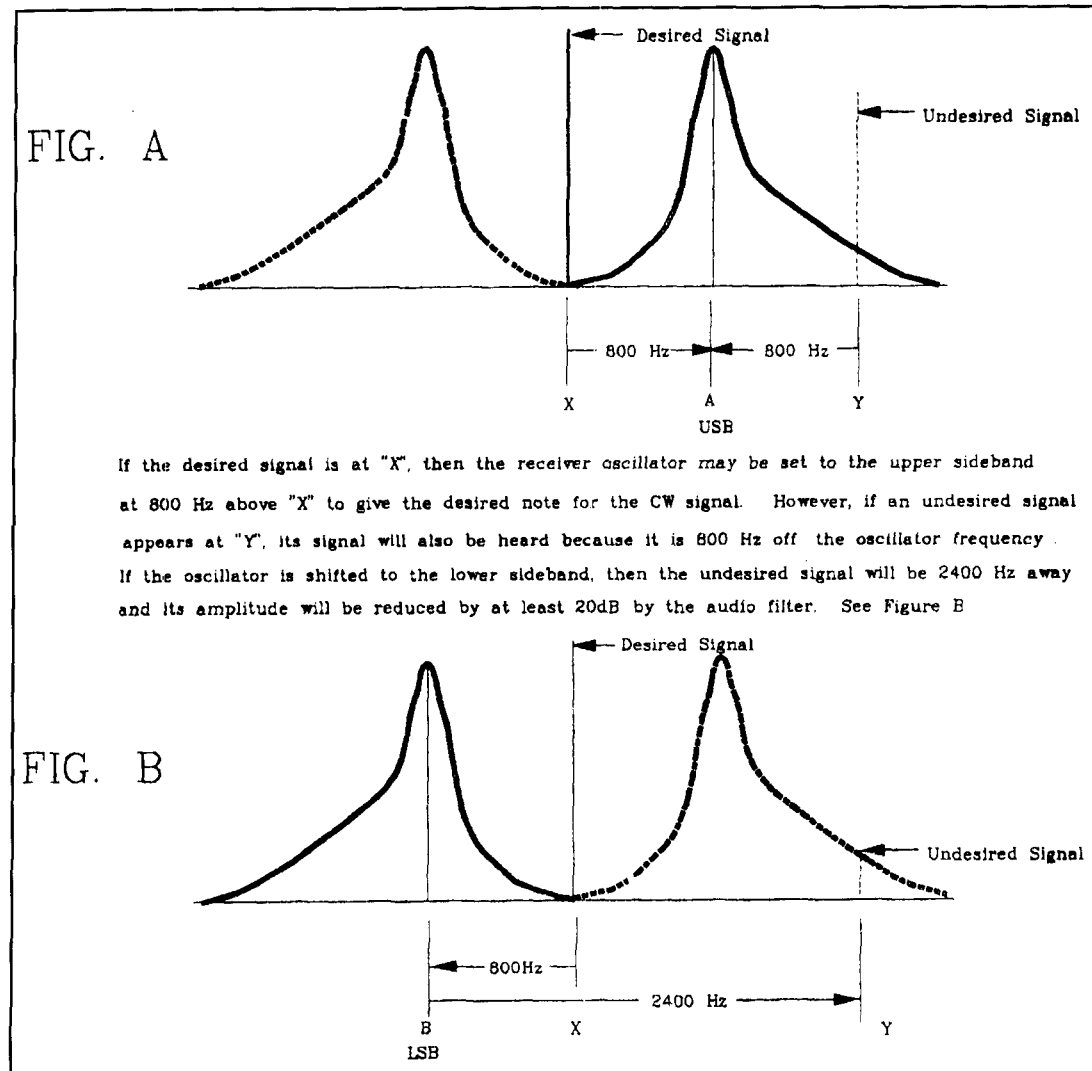 Desired Signal
FIG. A
Undesired Signal
800 Hz
800 Hz
X
A
Y
USB
If the desired signal is at "X", then the receiver oscillator may be set to the upper sideband
at 800 Hz above "X" to give the desired note for the CW signal. However, if an undesired signal
appears at "Y", its signal will also be heard because it is 800 Hz off the oscillator frequency.
If the oscillator is shifted to the lower sideband, then the undesired signal will be 2400 Hz away
and its amplitude will be reduced by at least 20dB by the audio filter. See Figure B
Desired Signal
FIG. B
Undesired Signal
800Hz
2400 Hz
B
X
Y
LSB